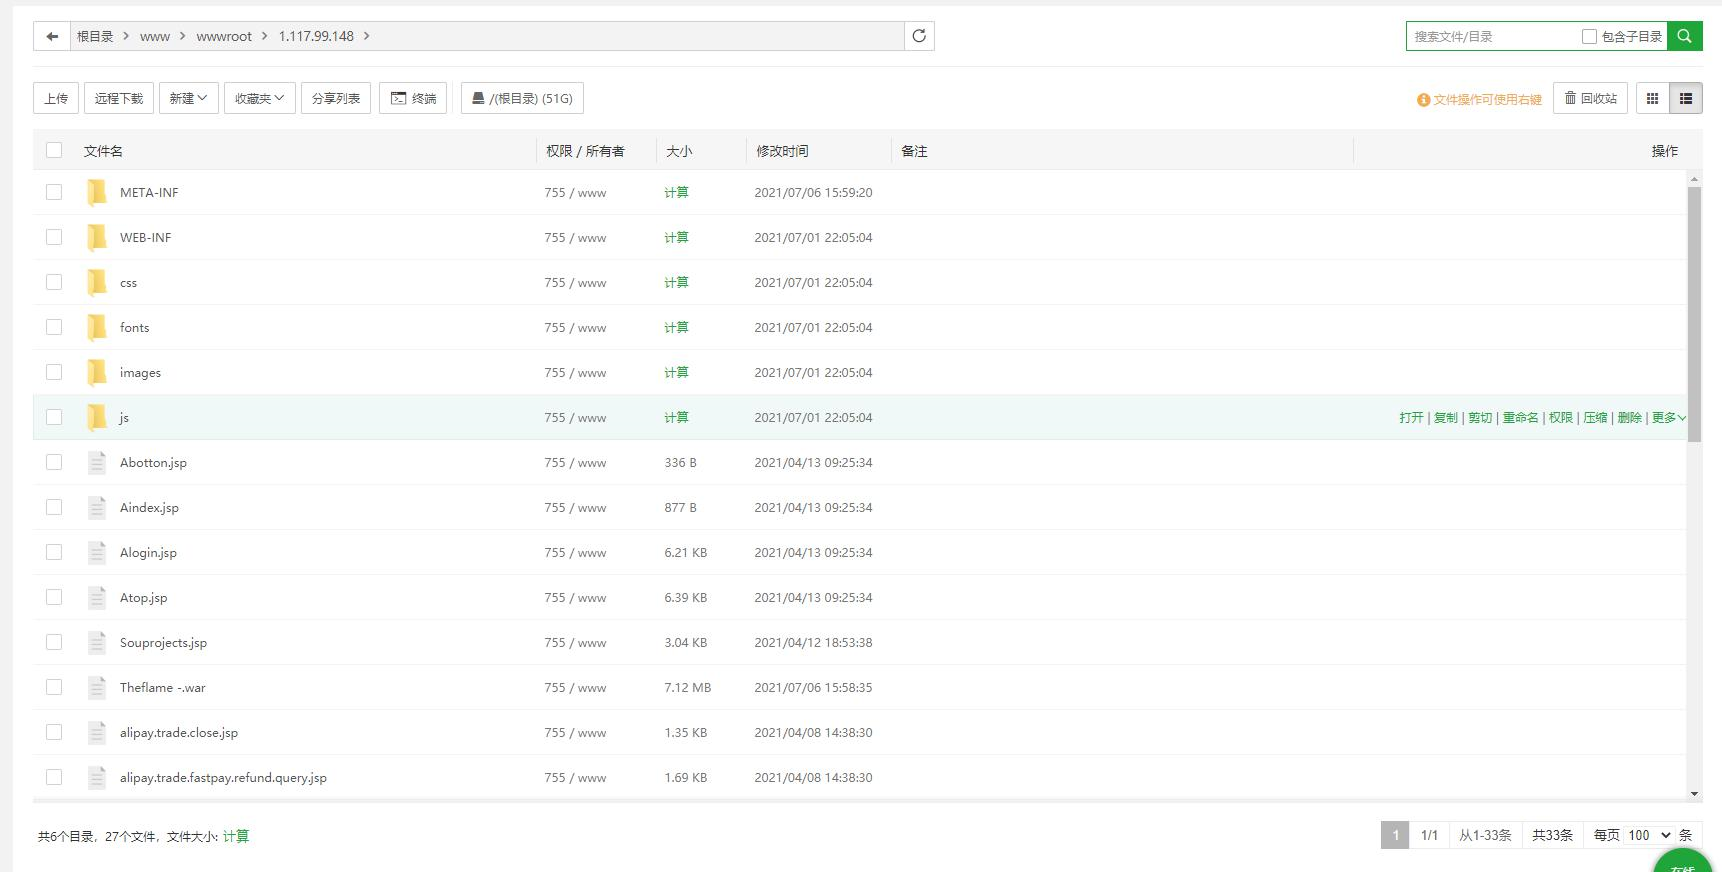 根目录 > www > wwwroot > 1.117.99.148 >
搜索文件/目录 包含子目录
上传 远程下载 新建 收藏夹 分享列表 终端 /(根目录) (51G) 文件操作可使用右键 回收站
文件名 权限 / 所有者 大小 修改时间 备注 操作
META-INF 755 / www 计算 2021/07/06 15:59:20
WEB-INF 755 / www 计算 2021/07/01 22:05:04
css 755 / www 计算 2021/07/01 22:05:04
fonts 755 / www 计算 2021/07/01 22:05:04
images 755 / www 计算 2021/07/01 22:05:04
js 755 / www 计算 2021/07/01 22:05:04 打开 | 复制 | 剪切 | 重命名 | 权限 | 压缩 | 删除 | 更多
Abotton.jsp 755 / www 336 B 2021/04/13 09:25:34
Aindex.jsp 755 / www 877 B 2021/04/13 09:25:34
Alogin.jsp 755 / www 6.21 KB 2021/04/13 09:25:34
Atop.jsp 755 / www 6.39 KB 2021/04/13 09:25:34
Souprojects.jsp 755 / www 3.04 KB 2021/04/12 18:53:38
Theflame -.war 755 / www 7.12 MB 2021/07/06 15:58:35
alipay.trade.close.jsp 755 / www 1.35 KB 2021/04/08 14:38:30
alipay.trade.fastpay.refund.query.jsp 755 / www 1.69 KB 2021/04/08 14:38:30
共6个目录，27个文件，文件大小: 计算 1 1/1 从1-33条 共33条 每页 100 条